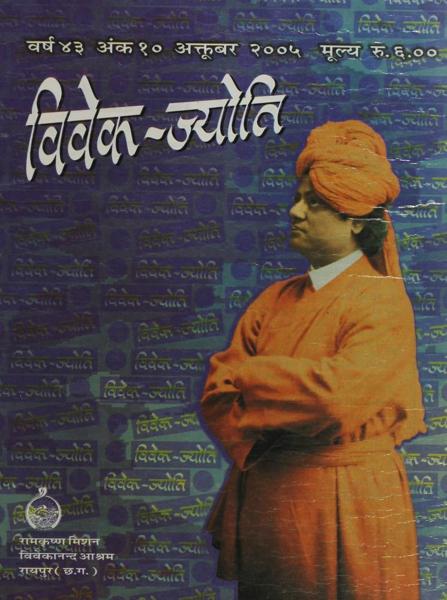 वर्ष ४३ अंक १० अक्तूबर २००५ मूल्य रु.६.००
विवेक-ज्योति
रामकृष्ण मिशन
विवेकानन्द आश्रम
रायपुर (छ.ग.)